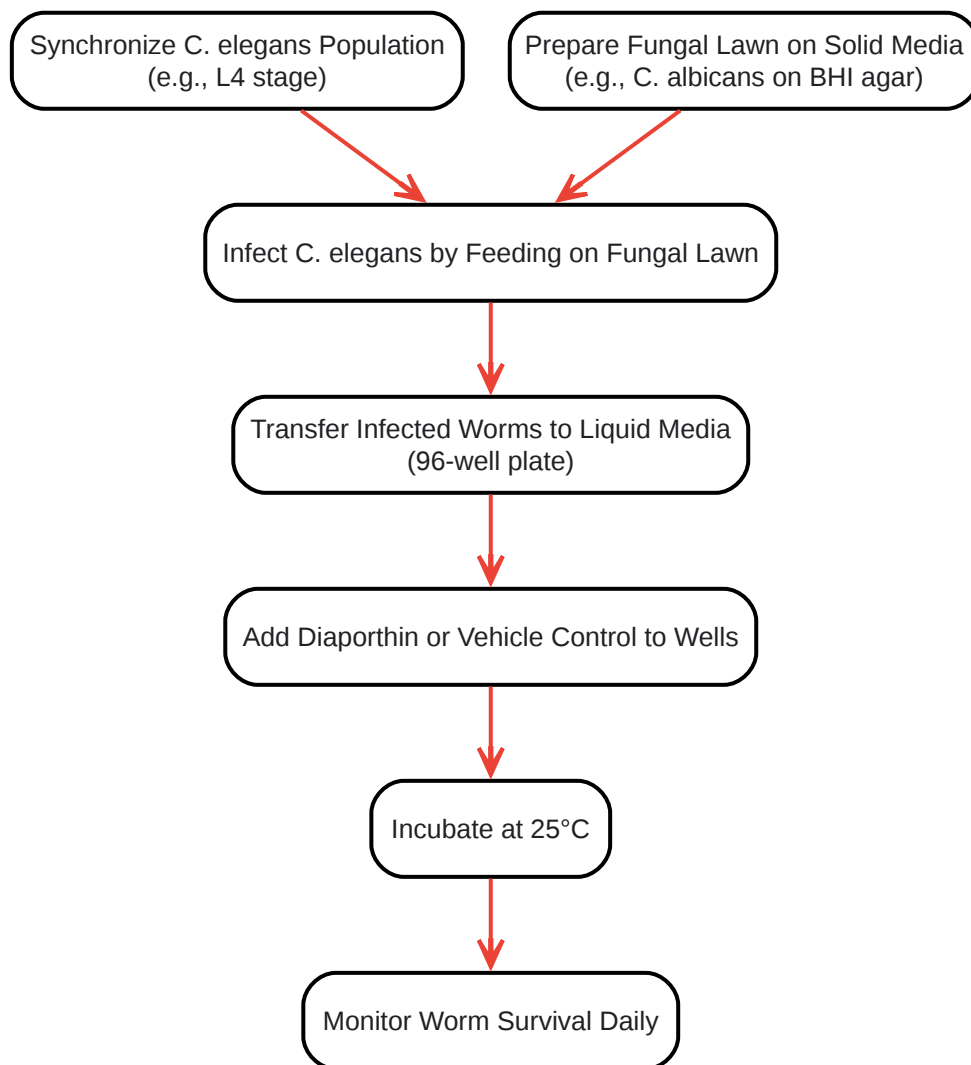 Synchronize C. elegans Population
(e.g., L4 stage)
Prepare Fungal Lawn on Solid Media
(e.g., C. albicans on BHI agar)
Infect C. elegans by Feeding on Fungal Lawn
Transfer Infected Worms to Liquid Media
(96-well plate)
Add Diaporthin or Vehicle Control to Wells
Incubate at 25°C
Monitor Worm Survival Daily